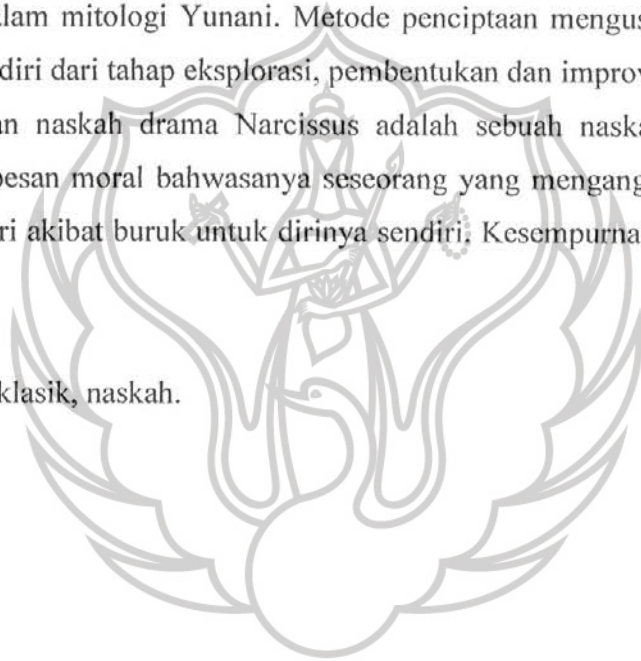 alam mitologi Yunani. Metode penciptaan mengus
diri dari tahap eksplorasi, pembentukan dan improv
an naskah drama Narcissus adalah sebuah naska
pesan moral bahwasanya seseorang yang mengang
ri akibat buruk untuk dirinya sendiri. Kesempurna
klasik, naskah.